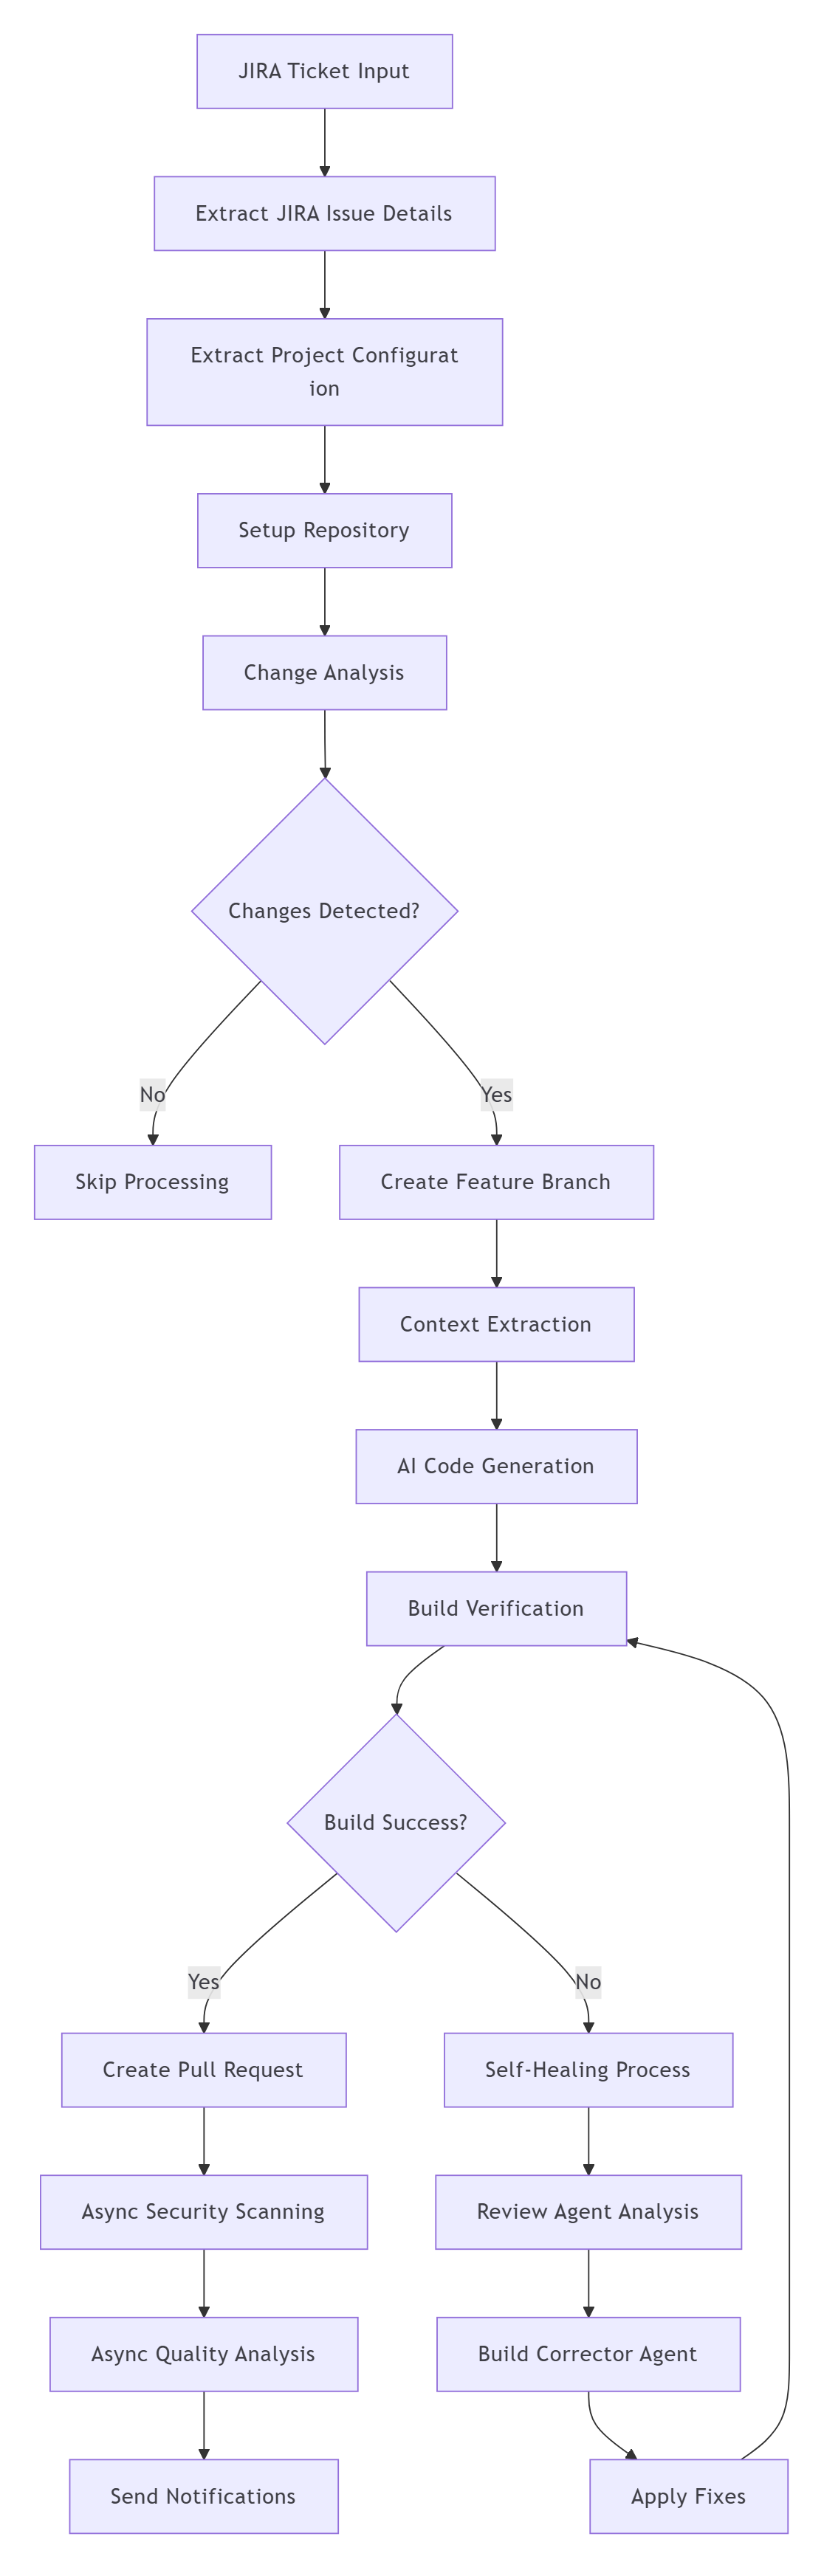 JIRA Ticket Input
Extract JIRA Issue Details
Extract Project Configurat
ion
Setup Repository
Change Analysis
Changes Detected?
No
Yes
Skip Processing
Create Feature Branch
Context Extraction
AI Code Generation
Build Verification
Build Success?
Yes
No
Create Pull Request
Self-Healing Process
Async Security Scanning
Review Agent Analysis
Async Quality Analysis
Build Corrector Agent
Send Notifications
Apply Fixes